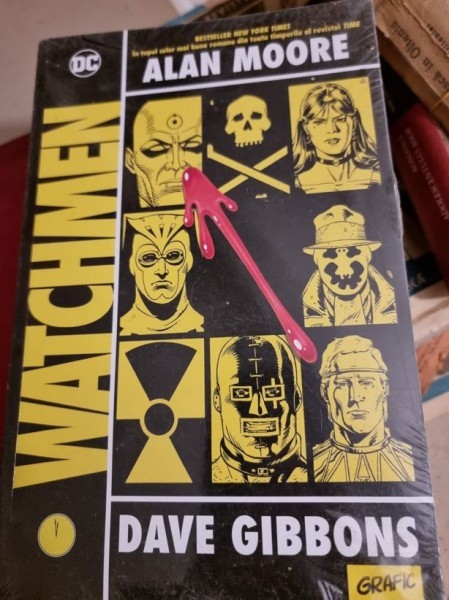 DC
BESTSELLER NEW YORK TIMES
În topul celor mai bune romane din toate timpurile al revistei TIME
ALAN MOORE
WATCHMEN
DAVE GIBBONS
GRAFIC